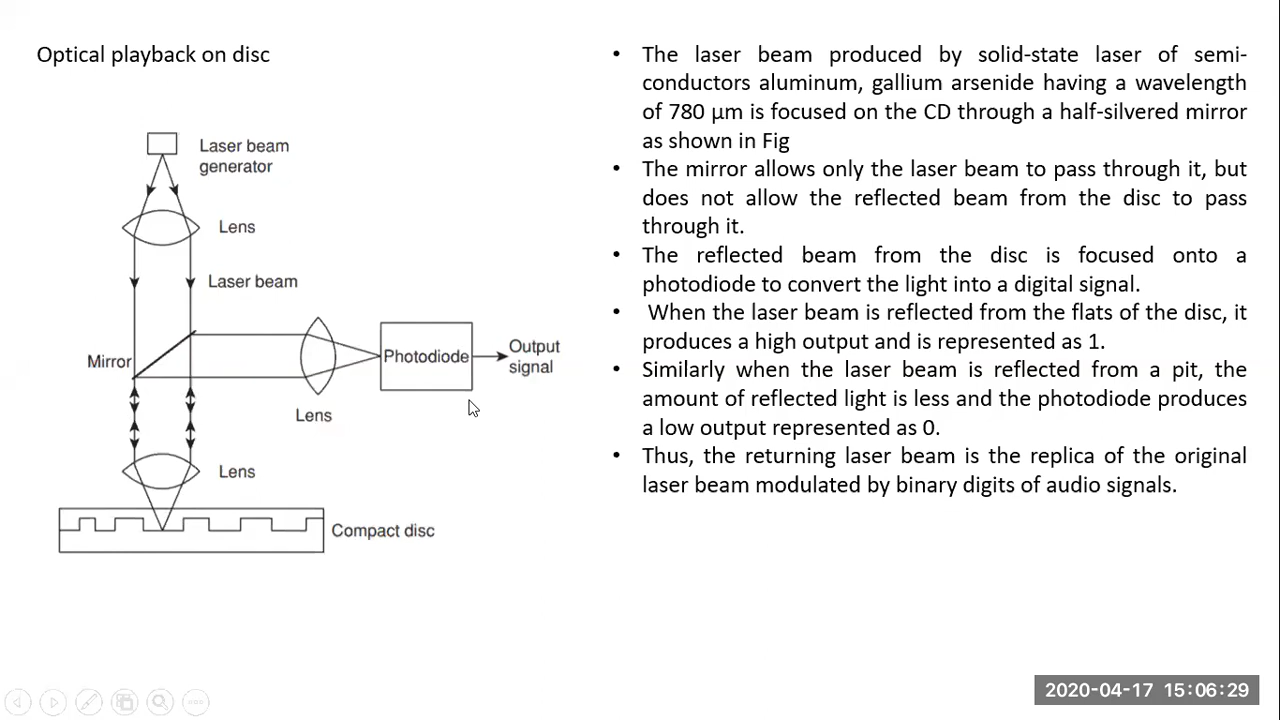 Optical playback on disc
Laser beam
generator
Lens
Laser beam
Mirror
Photodiode
Output
signal
Lens
Lens
Compact disc
• The laser beam produced by solid-state laser of semi-
conductors aluminum, gallium arsenide having a wavelength
of 780 µm is focused on the CD through a half-silvered mirror
as shown in Fig
• The mirror allows only the laser beam to pass through it, but
does not allow the reflected beam from the disc to pass
through it.
• The reflected beam from the disc is focused onto a
photodiode to convert the light into a digital signal.
• When the laser beam is reflected from the flats of the disc, it
produces a high output and is represented as 1.
• Similarly when the laser beam is reflected from a pit, the
amount of reflected light is less and the photodiode produces
a low output represented as 0.
• Thus, the returning laser beam is the replica of the original
laser beam modulated by binary digits of audio signals.
2020-04-17 15:06:29